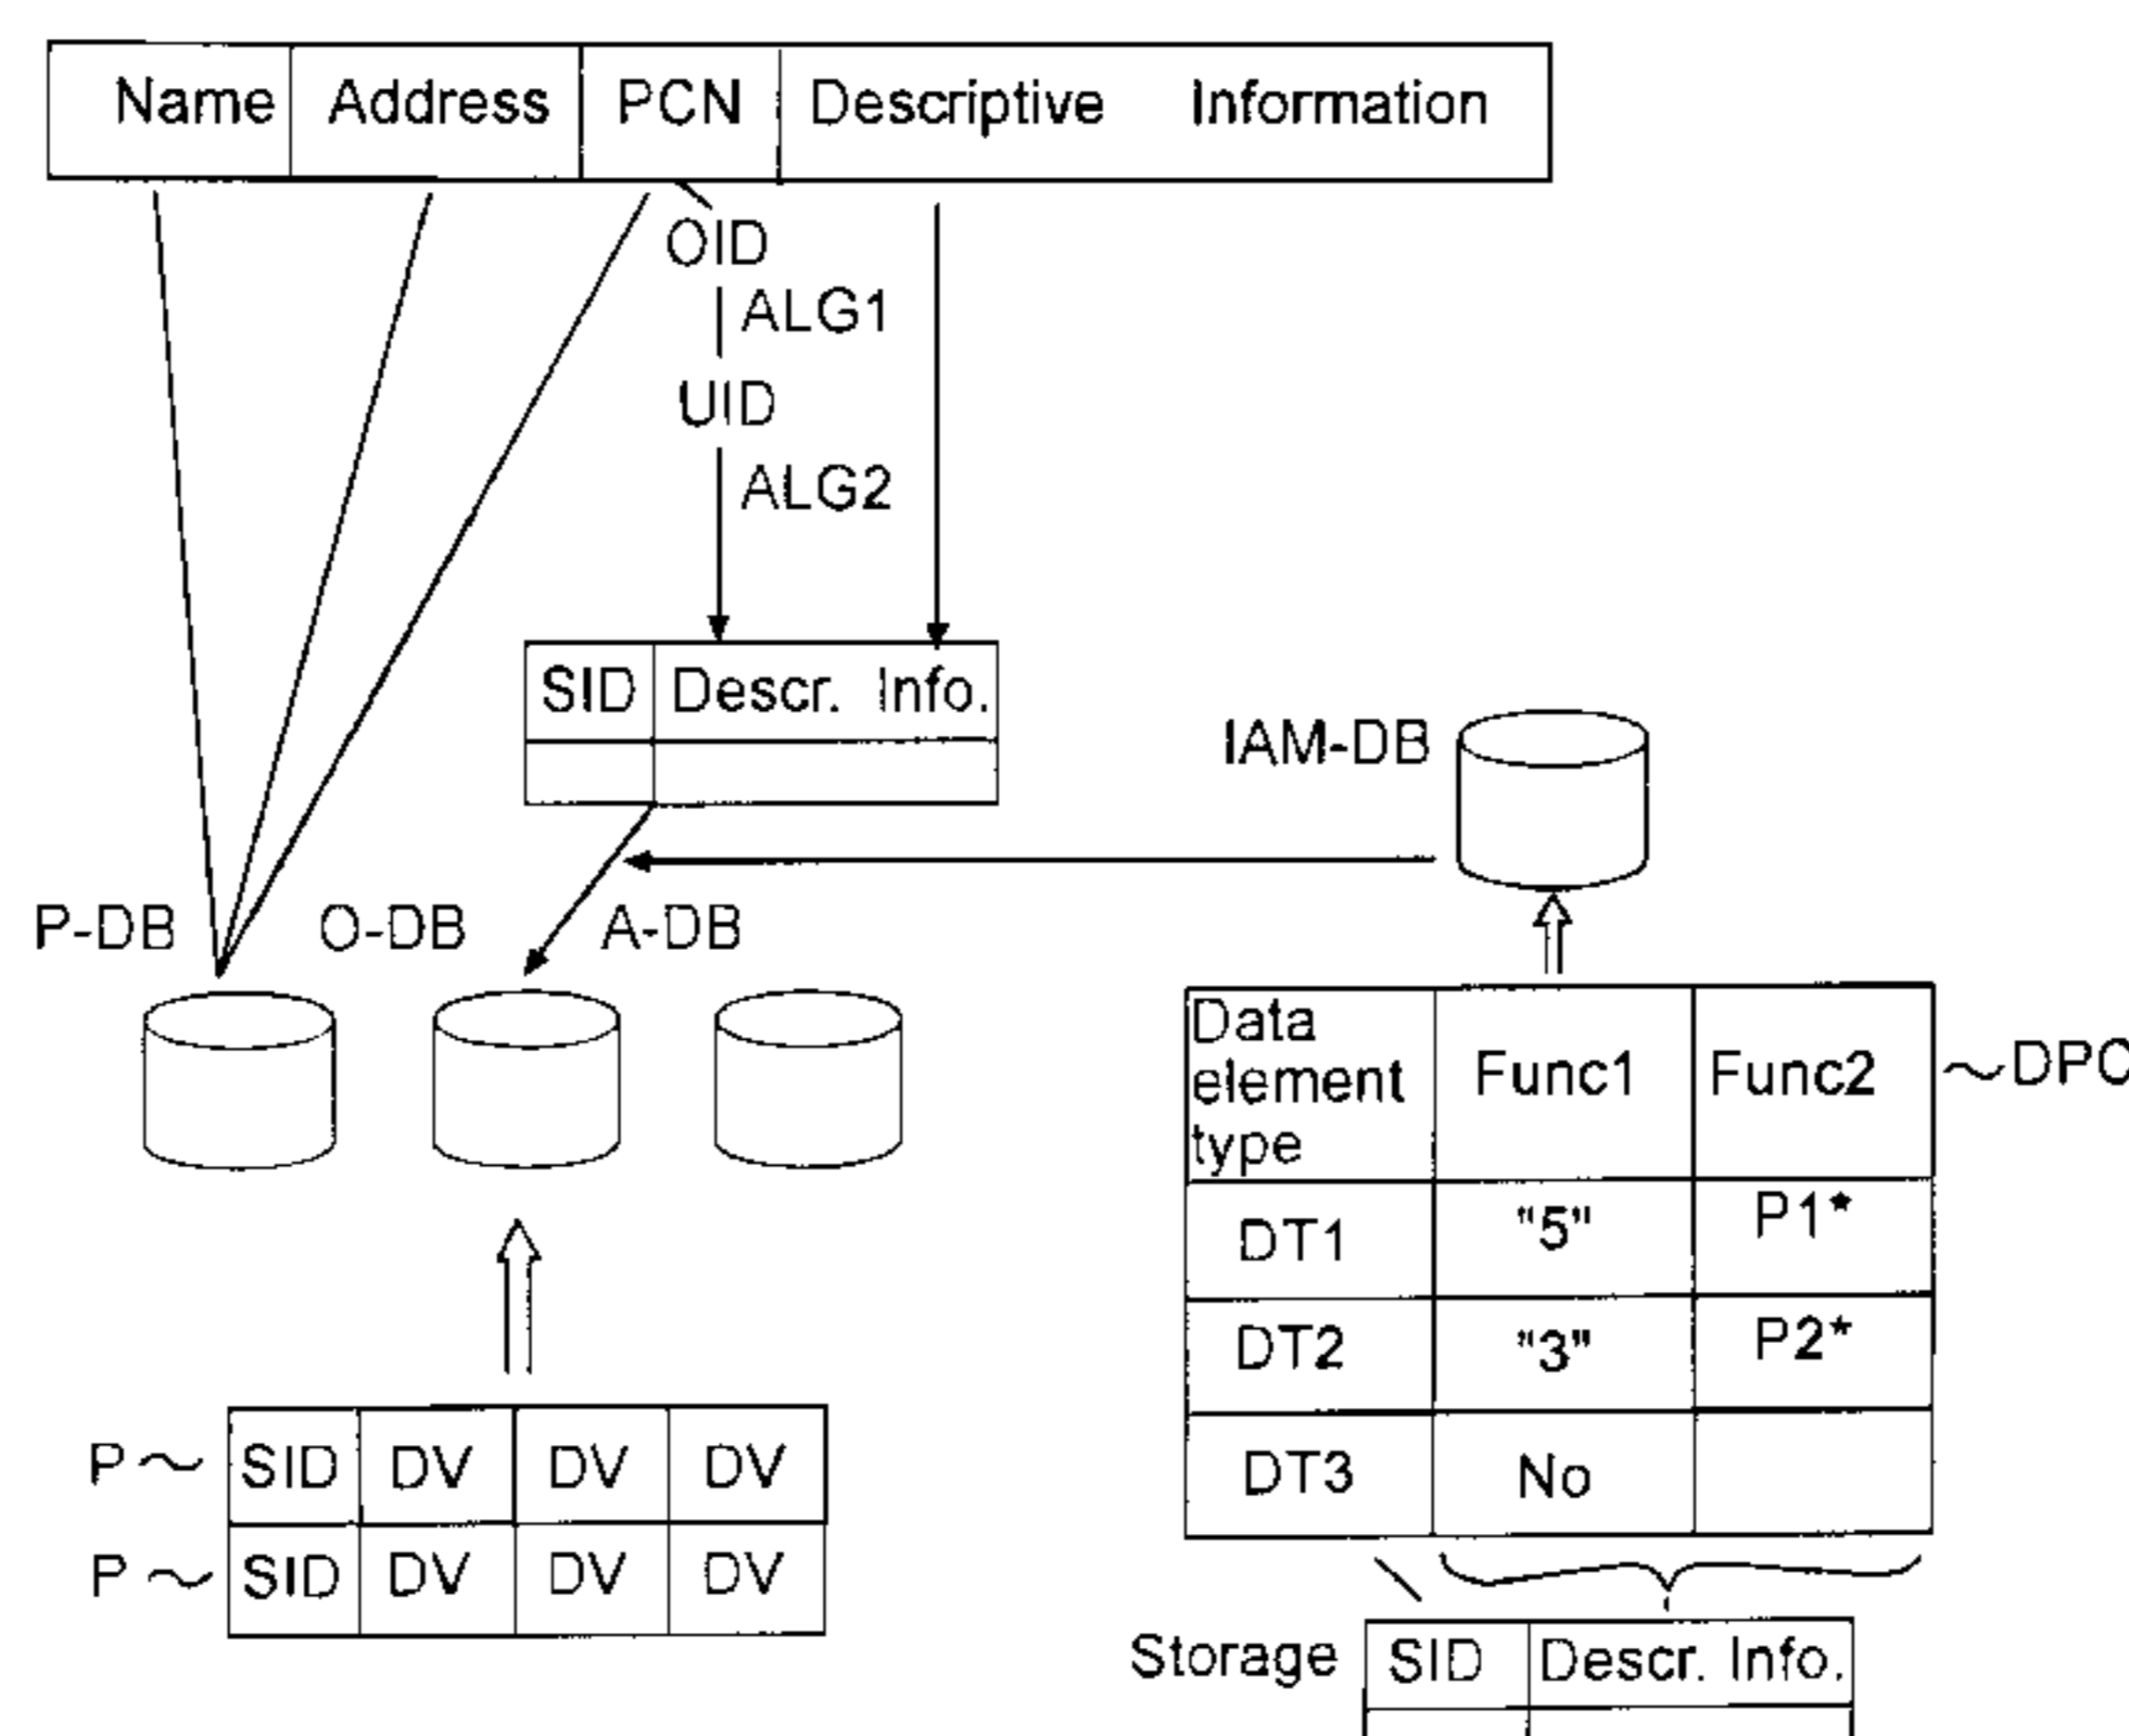 Name Address PCN Descriptive Information
OID
ALG1
UID
ALG2
SID Descr. Info.
IAM-DB
P-DB O-DB A-DB
Data element type Func1 Func2 DPC
DT1 "5" P1*
DT2 "3" P2*
DT3 No
P SID DV DV DV
P SID DV DV DV
Storage SID Descr. Info.